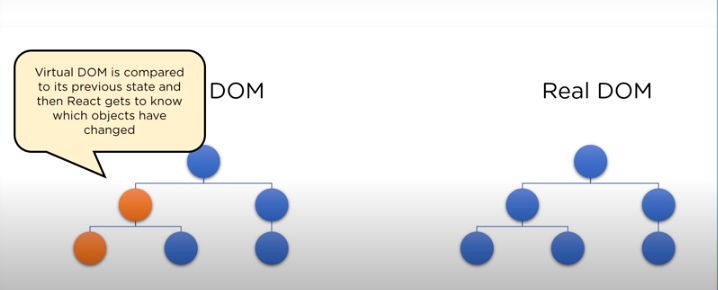 Virtual DOM is compared
to its previous state and
then React gets to know
which objects have
changed
DOM
Real DOM